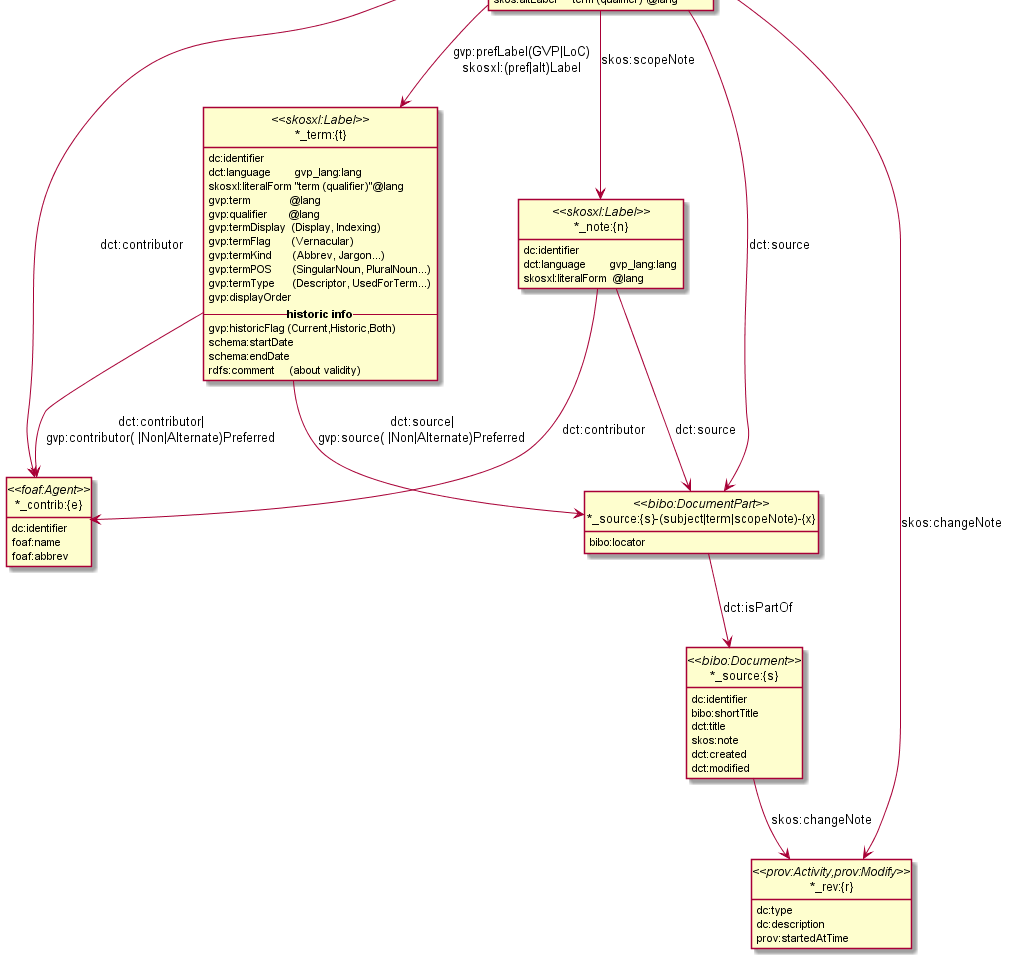 skos:altLabel "term (qualifier)"@lang
gvp:prefLabel(GVP|LoC)
skosxl:(pref|alt)Label
skos:scopeNote
<<skosxl:Label>>
*_term:{t}
dc:identifier
dct:language gvp_lang:lang
skosxl:literalForm "term (qualifier)"@lang
gvp:term @lang
gvp:qualifier @lang
gvp:termDisplay (Display, Indexing)
gvp:termFlag (Vernacular)
gvp:termKind (Abbrev, Jargon...)
gvp:termPOS (SingularNoun, PluralNoun...)
gvp:termType (Descriptor, UsedForTerm...)
gvp:displayOrder
historic info
gvp:historicFlag (Current,Historic,Both)
schema:startDate
schema:endDate
rdfs:comment (about validity)
<<skosxl:Label>>
*_note:{n}
dc:identifier
dct:language gvp_lang:lang
skosxl:literalForm @lang
dct:contributor
dct:source
dct:contributor|
gvp:contributor( |Non|Alternate)Preferred
dct:source|
gvp:source( |Non|Alternate)Preferred
dct:contributor
dct:source
<<foaf:Agent>>
*_contrib:{e}
dc:identifier
foaf:name
foaf:abbrev
<<bibo:DocumentPart>>
*_source:{s}-(subject|term|scopeNote)-{x}
bibo:locator
skos:changeNote
dct:isPartOf
<<bibo:Document>>
*_source:{s}
dc:identifier
bibo:shortTitle
dct:title
skos:note
dct:created
dct:modified
skos:changeNote
<<prov:Activity,prov:Modify>>
*_rev:{r}
dc:type
dc:description
prov:startedAtTime